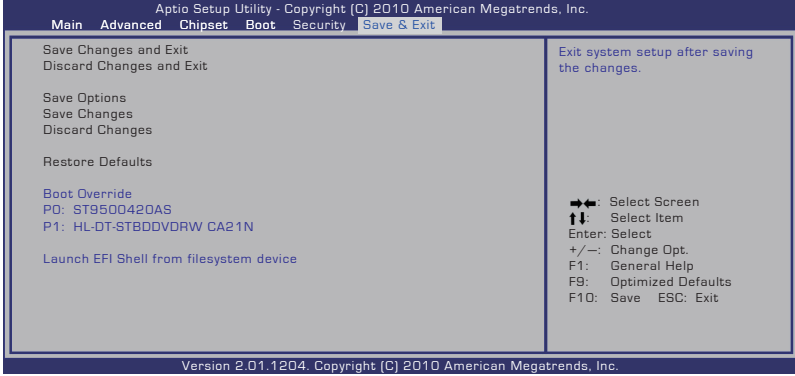 Aptio Setup Utility - Copyright (C) 2010 American Megatrends, Inc.
Main Advanced Chipset Boot Security Save & Exit
Save Changes and Exit
Discard Changes and Exit
Save Options
Save Changes
Discard Changes
Restore Defaults
Boot Override
P0: ST9500420AS
P1: HL-DT-STBDDVDRW CA21N
Launch EFI Shell from filesystem device
Exit system setup after saving
the changes.
→←: Select Screen
↑↓: Select Item
Enter: Select
+/—: Change Opt.
F1: General Help
F9: Optimized Defaults
F10: Save ESC: Exit
Version 2.01.1204. Copyright (C) 2010 American Megatrends, Inc.